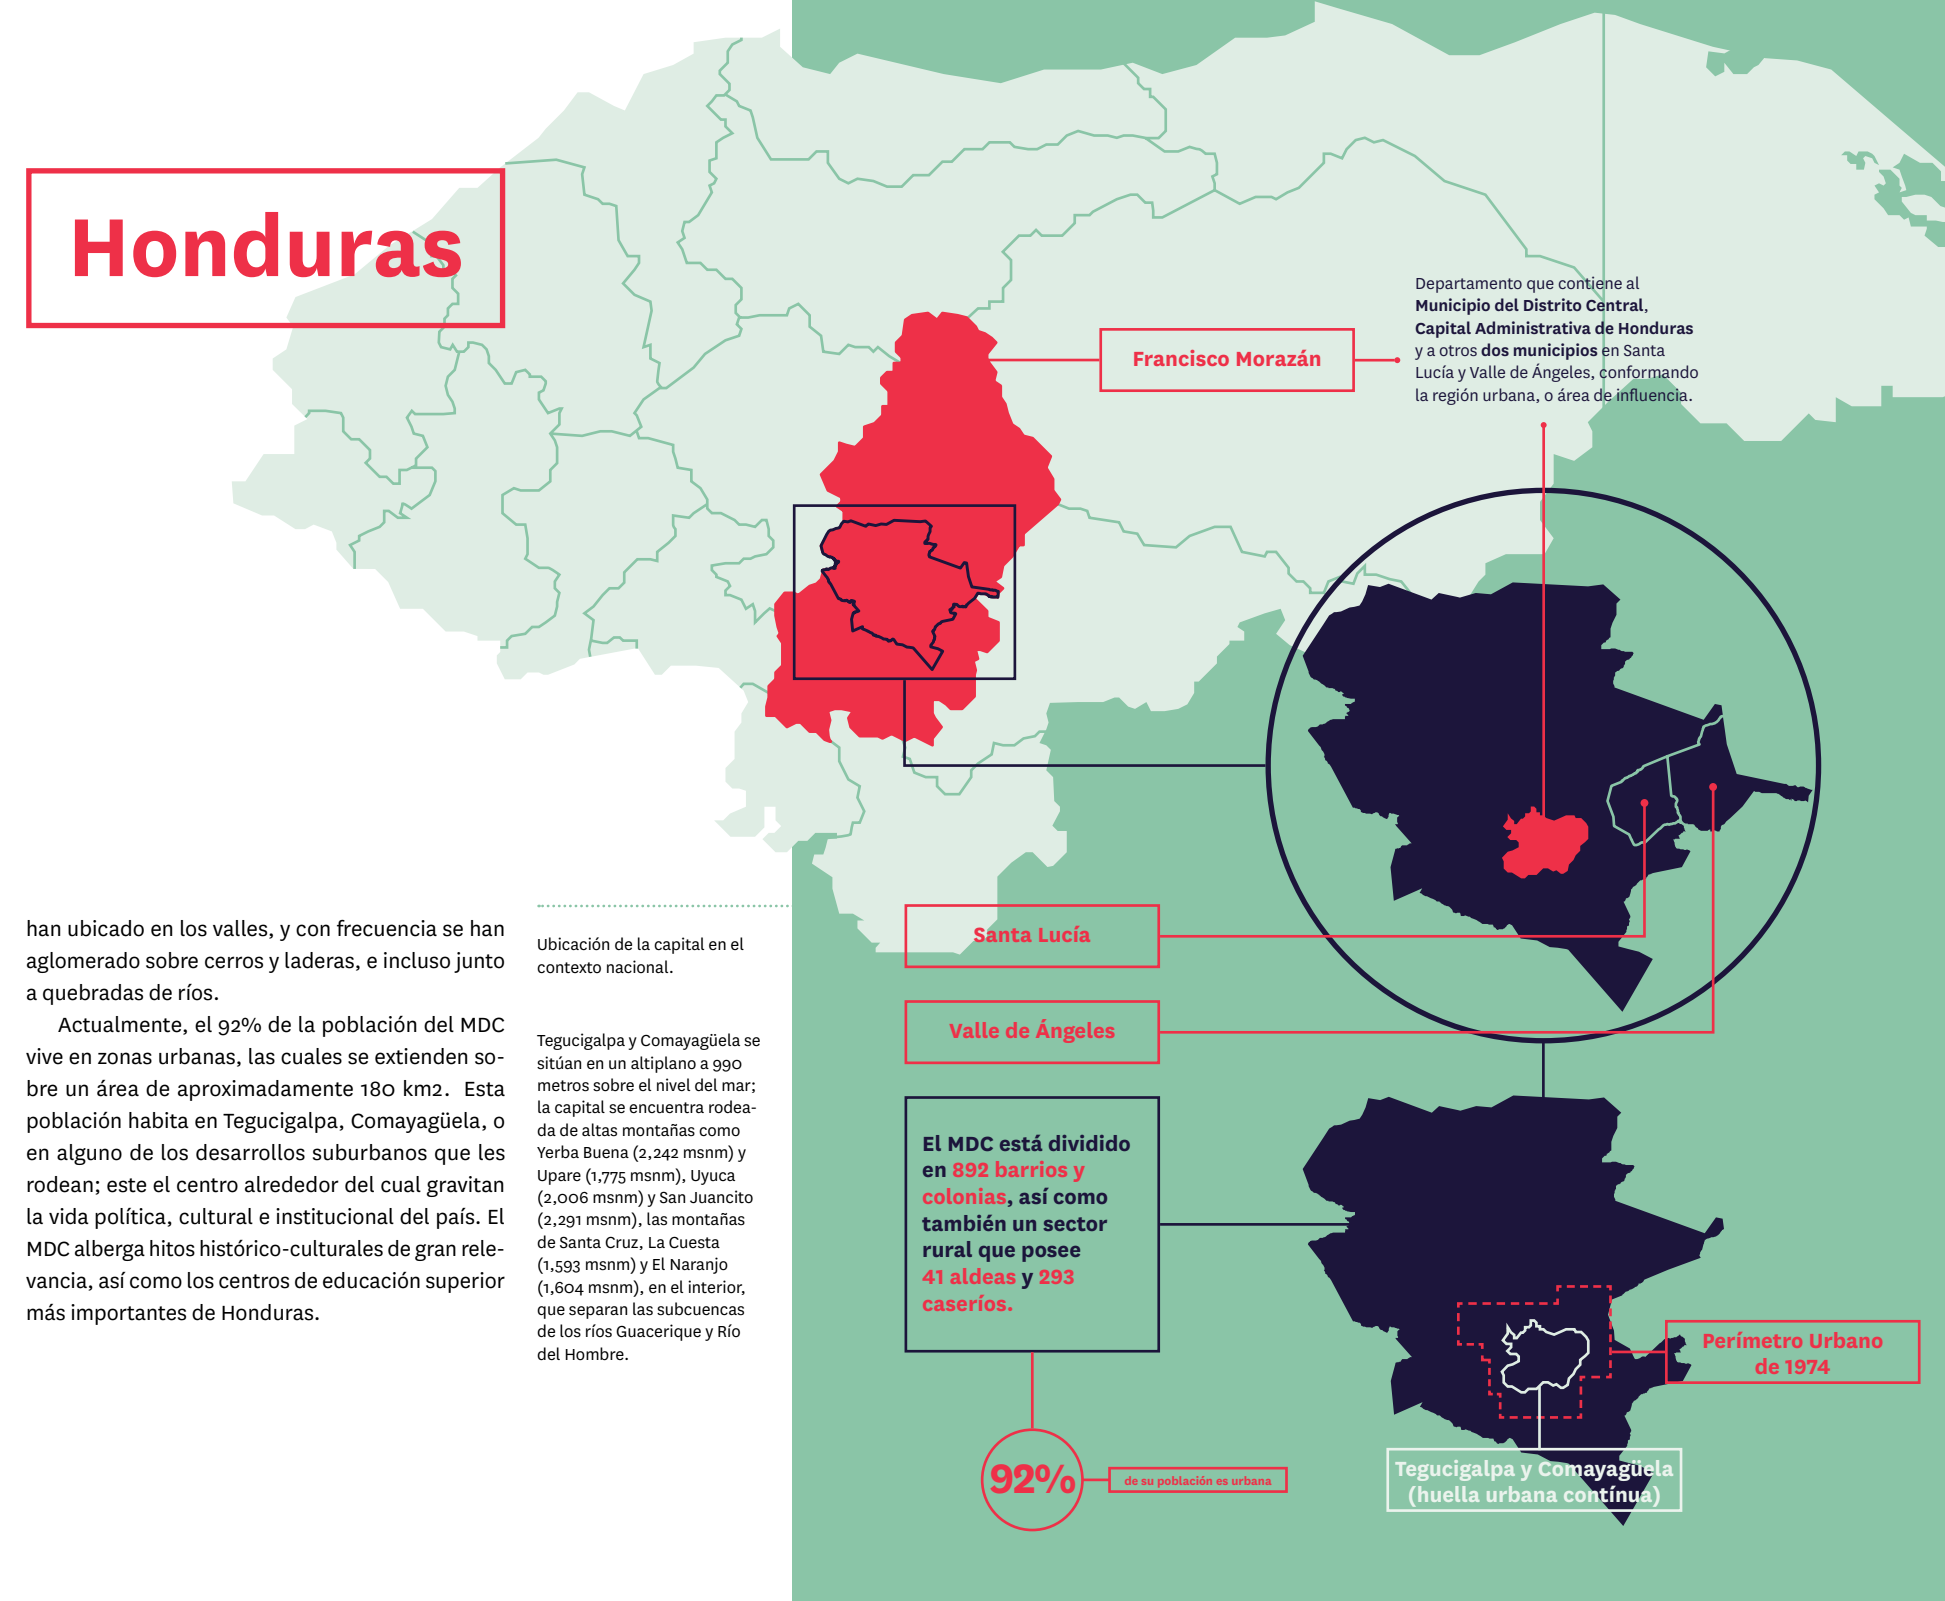 Honduras
han ubicado en los valles, y con frecuencia se han
aglomerado sobre cerros y laderas, e incluso junto
a quebradas de ríos.
Actualmente, el 92% de la población del MDC
vive en zonas urbanas, las cuales se extienden so-
bre un área de aproximadamente 180 km2. Esta
población habita en Tegucigalpa, Comayagüela, o
en alguno de los desarrollos suburbanos que les
rodean; este el centro alrededor del cual gravitan
la vida política, cultural e institucional del país. El
MDC alberga hitos histórico-culturales de gran rele-
vancia, así como los centros de educación superior
más importantes de Honduras.
Ubicación de la capital en el
contexto nacional.
Tegucigalpa y Comayagüela se
sitúan en un altiplano a 990
metros sobre el nivel del mar;
la capital se encuentra rodea-
da de altas montañas como
Yerba Buena (2,242 msnm) y
Upare (1,775 msnm), Uyuca
(2,006 msnm) y San Juancito
(2,291 msnm), las montañas
de Santa Cruz, La Cuesta
(1,593 msnm) y El Naranjo
(1,604 msnm), en el interior,
que separan las subcuencas
de los ríos Guacerique y Río
del Hombre.
Francisco Morazán
Departamento que contiene al
Municipio del Distrito Central,
Capital Administrativa de Honduras
y a otros dos municipios en Santa
Lucía y Valle de Ángeles, conformando
la región urbana, o área de influencia.
Santa Lucía
Valle de Ángeles
El MDC está dividido
en 892 barrios y
colonias, así como
también un sector
rural que posee
41 aldeas y 293
caseríos.
92%
de su población es urbana
Perímetro Urbano
de 1974
Tegucigalpa y Comayagüela
(huella urbana contínua)